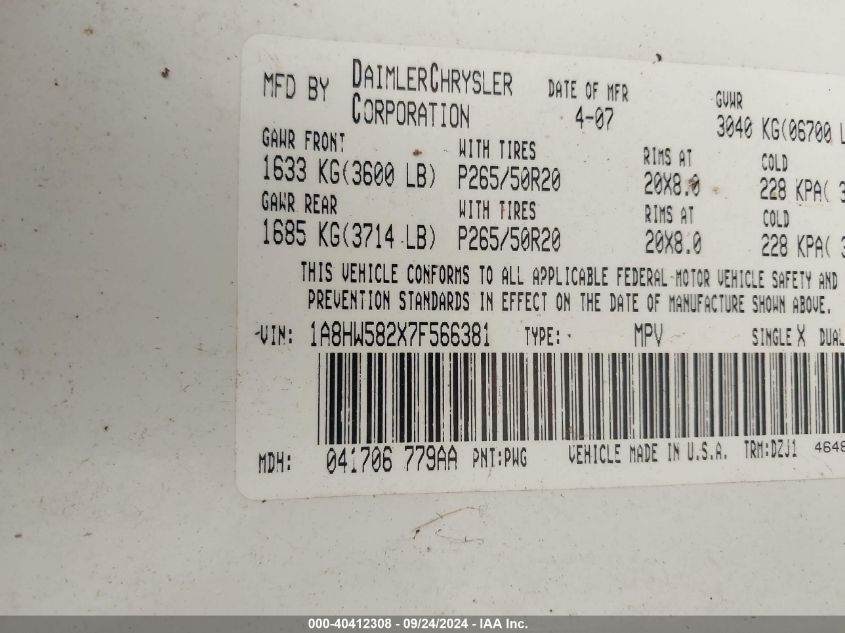 MFD BY DAIMLERCHRYSLER CORPORATION
DATE OF MFR 4-07
GVWR 3040 KG(06700 L
GAWR FRONT WITH TIRES RIMS AT COLD
1633 KG(3600 LB) P265/50R20 20X8.0 228 KPA( 3
GAWR REAR WITH TIRES RIMS AT COLD
1685 KG(3714 LB) P265/50R20 20X8.0 228 KPA( 3
THIS VEHICLE CONFORMS TO ALL APPLICABLE FEDERAL MOTOR VEHICLE SAFETY AND
PREVENTION STANDARDS IN EFFECT ON THE DATE OF MANUFACTURE SHOWN ABOVE.
VIN: 1A8HW582X7F566381 TYPE: MPV SINGLE X DUAL
MDH: 041706 779AA PNT:PWG VEHICLE MADE IN U.S.A. TRM:DZJ1 4648
000-40412308 - 09/24/2024 - IAA Inc.